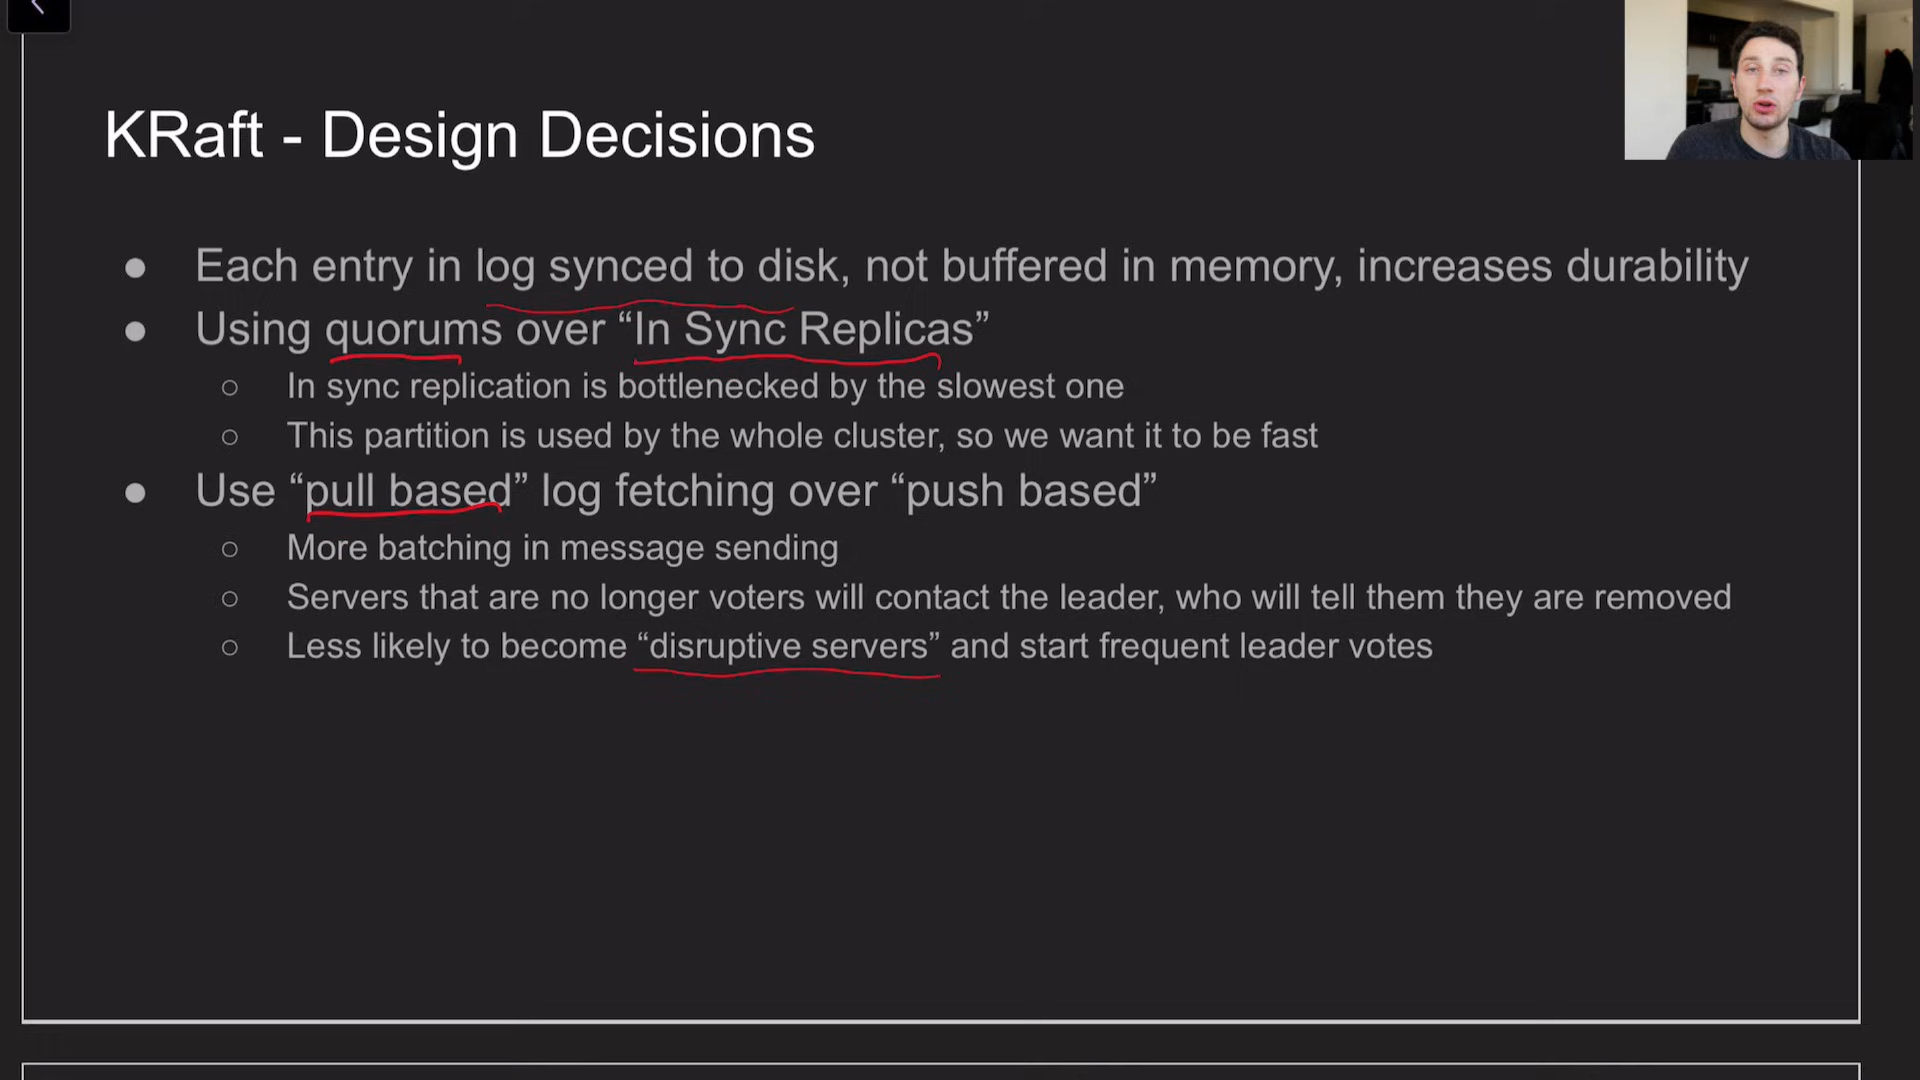 KRaft - Design Decisions
● Each entry in log synced to disk, not buffered in memory, increases durability
● Using quorums over “In Sync Replicas”
○ In sync replication is bottlenecked by the slowest one
○ This partition is used by the whole cluster, so we want it to be fast
● Use “pull based” log fetching over “push based”
○ More batching in message sending
○ Servers that are no longer voters will contact the leader, who will tell them they are removed
○ Less likely to become “disruptive servers” and start frequent leader votes